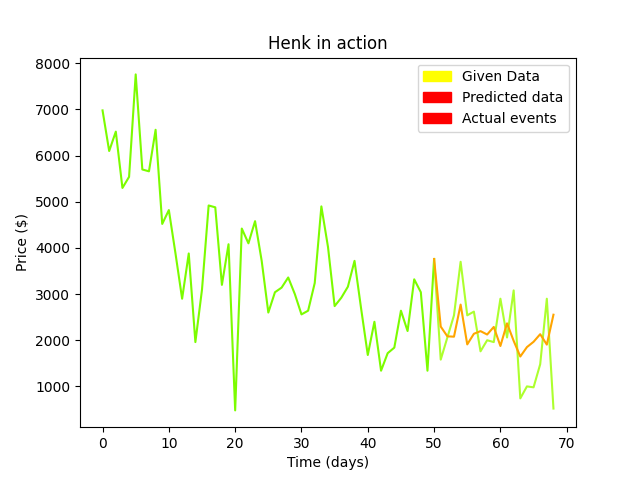 Henk in action
Given Data
Predicted data
Actual events
8000
7000
6000
5000
4000
3000
2000
1000
Price ($)
0 10 20 30 40 50 60 70
Time (days)